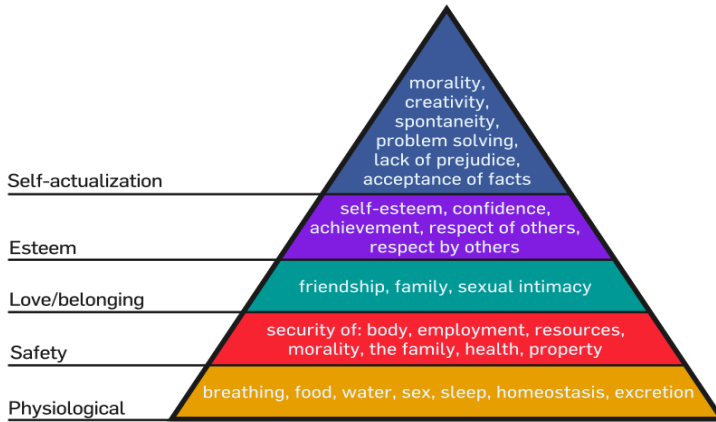 morality,
creativity,
spontaneity,
problem solving,
lack of prejudice,
acceptance of facts
Self-actualization
self-esteem, confidence,
achievement, respect of others,
respect by others
Esteem
friendship, family, sexual intimacy
Love/belonging
security of: body, employment, resources,
morality, the family, health, property
Safety
breathing, food, water, sex, sleep, homeostasis, excretion
Physiological